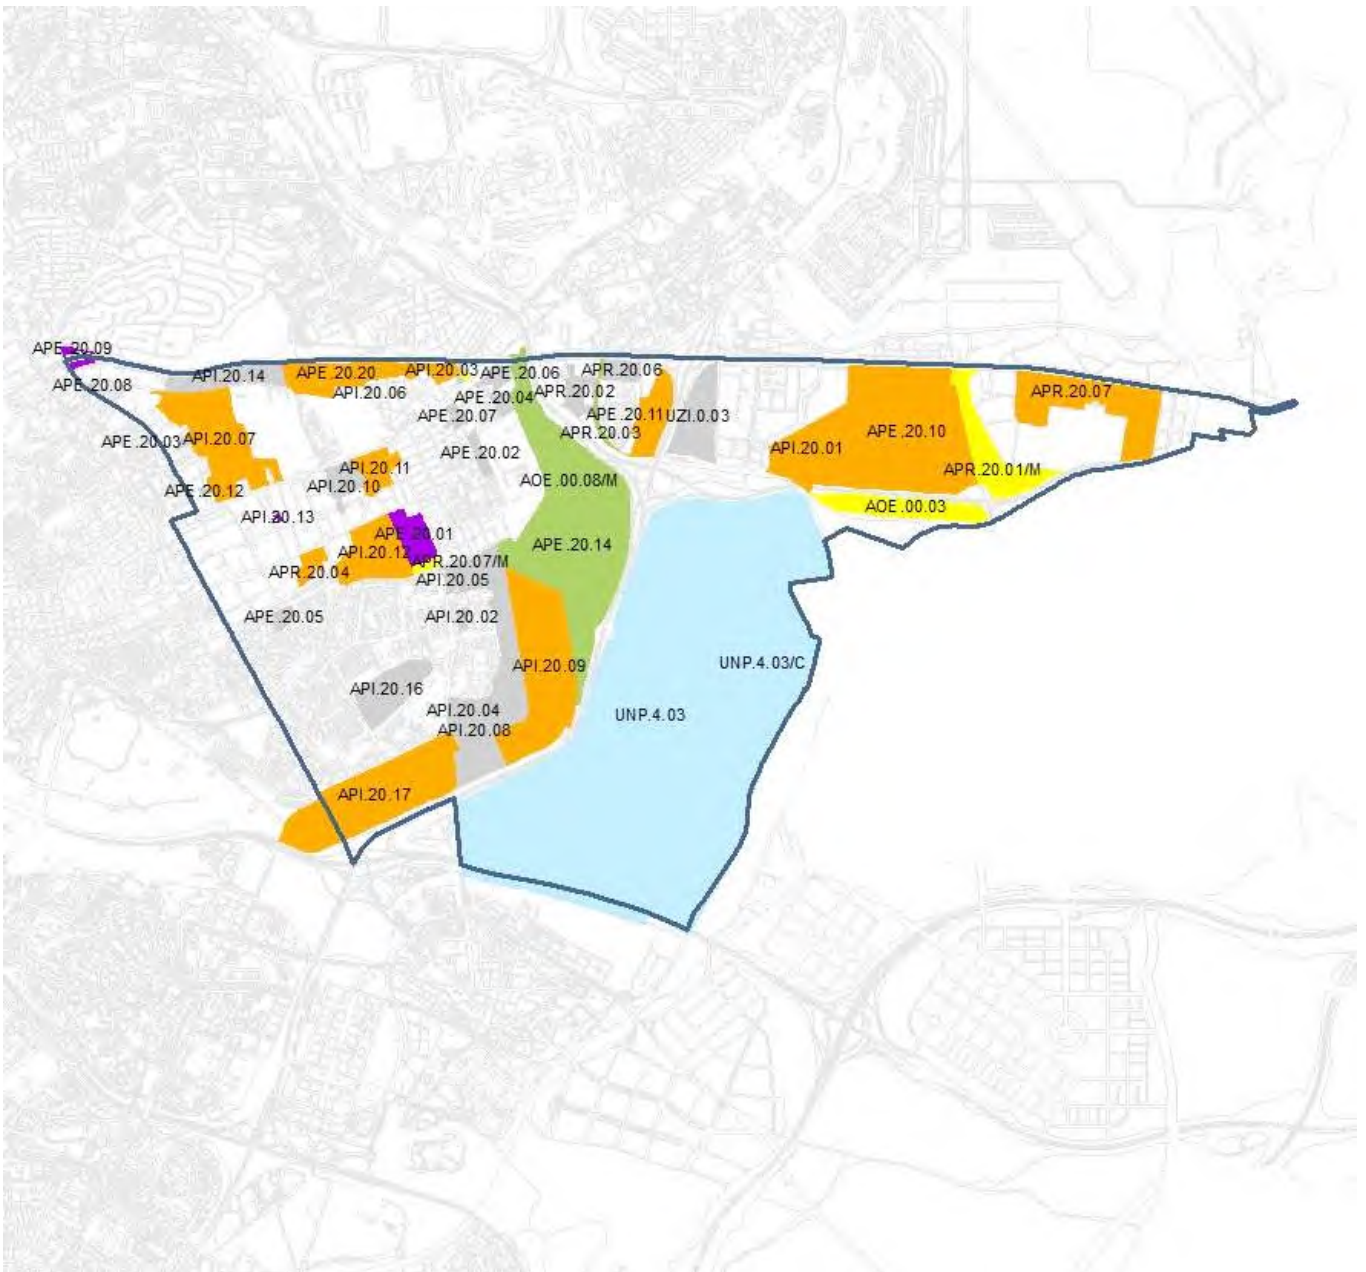 APE .20.09
APE .20.08
API.20.14
APE .20.20
API.20.03
APE .20.06
APR.20.06
API.20.06
APE .20.04
APR.20.02
APR.20.07
APE .20.07
APE .20.11
UZI.0.03
APE .20.03
API.20.07
APR.20.03
APE .20.10
API.20.01
APE .20.02
API.20.11
APR.20.01/M
AOE .00.08/M
API.20.10
APE .20.12
AOE .00.03
API.20.13
APE .20.01
APE .20.14
API.20.12
APR.20.07/M
APR.20.04
API.20.05
APE .20.05
API.20.02
API.20.09
UNP.4.03/C
API.20.16
API.20.04
UNP.4.03
API.20.08
API.20.17